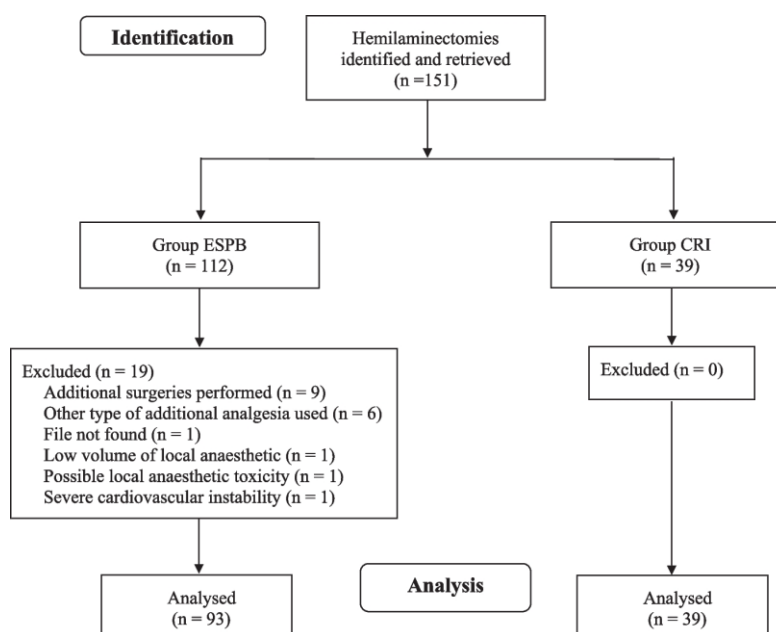 Identification
Hemilaminectomies
identified and retrieved
(n =151)
Group ESPB
(n = 112)
Group CRI
(n = 39)
Excluded (n = 19)
Additional surgeries performed (n = 9)
Other type of additional analgesia used (n = 6)
File not found (n = 1)
Low volume of local anaesthetic (n = 1)
Possible local anaesthetic toxicity (n = 1)
Severe cardiovascular instability (n = 1)
Excluded (n = 0)
Analysis
Analysed
(n = 93)
Analysed
(n = 39)